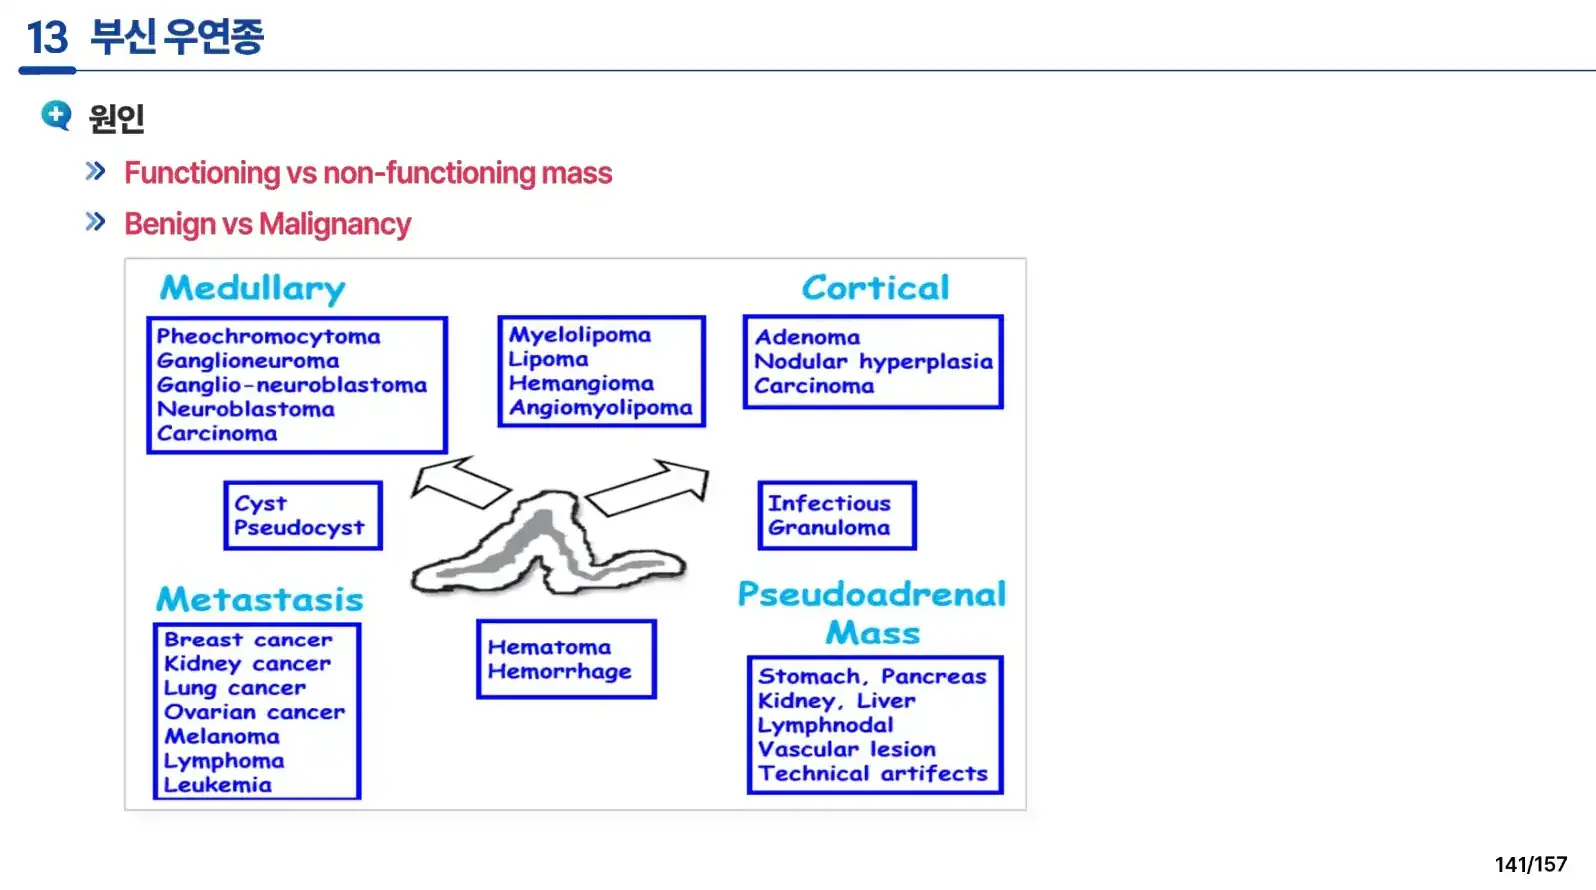 13 부신 우연종
원인
Functioning vs non-functioning mass
Benign vs Malignancy
Medullary
Pheochromocytoma
Ganglioneuroma
Ganglio-neuroblastoma
Neuroblastoma
Carcinoma
Myelolipoma
Lipoma
Hemangioma
Angiomyolipoma
Cortical
Adenoma
Nodular hyperplasia
Carcinoma
Cyst
Pseudocyst
Infectious
Granuloma
Metastasis
Breast cancer
Kidney cancer
Lung cancer
Ovarian cancer
Melanoma
Lymphoma
Leukemia
Hematoma
Hemorrhage
Pseudoadrenal
Mass
Stomach, Pancreas
Kidney, Liver
Lymphnodal
Vascular lesion
Technical artifects
141/157